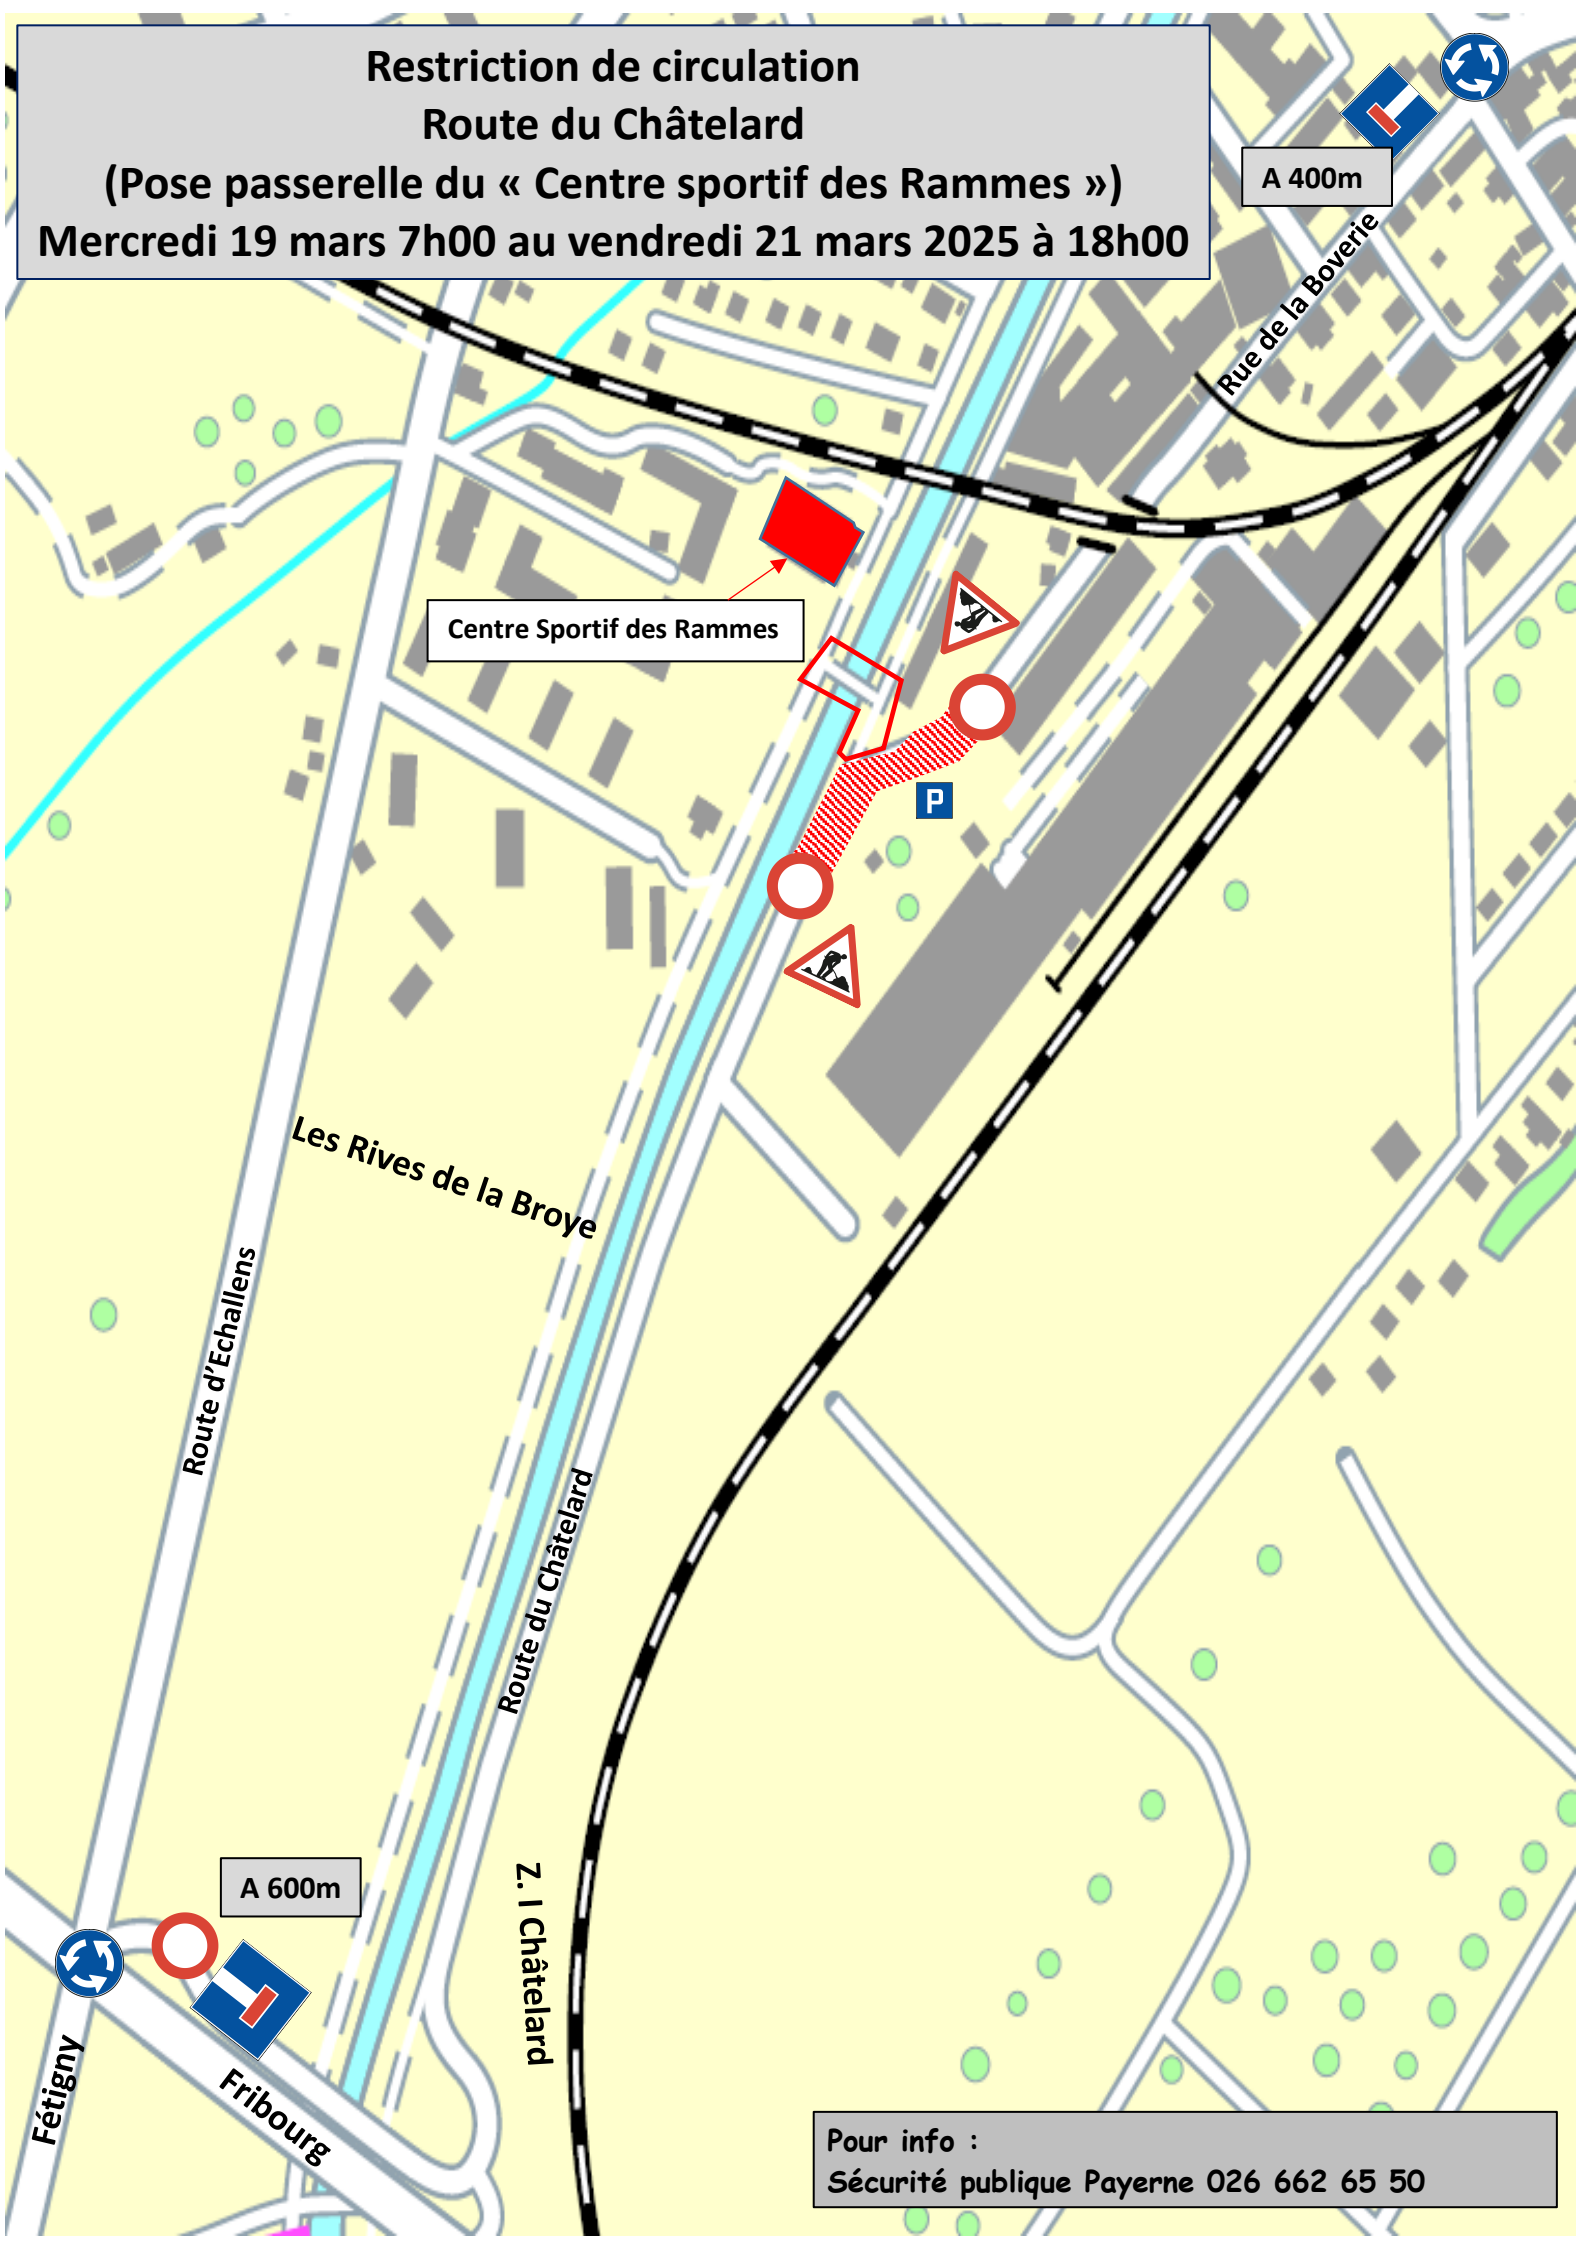 Restriction de circulation
Route du Châtelard
(Pose passerelle du « Centre sportif des Rammes »)
Mercredi 19 mars 7h00 au vendredi 21 mars 2025 à 18h00
A 400m
Rue de la Boverie
Centre Sportif des Rammes
P
Les Rives de la Broye
Route d'Echallens
Route du Châtelard
A 600m
Z. I Châtelard
Fétigny
Fribourg
Pour info :
Sécurité publique Payerne 026 662 65 50